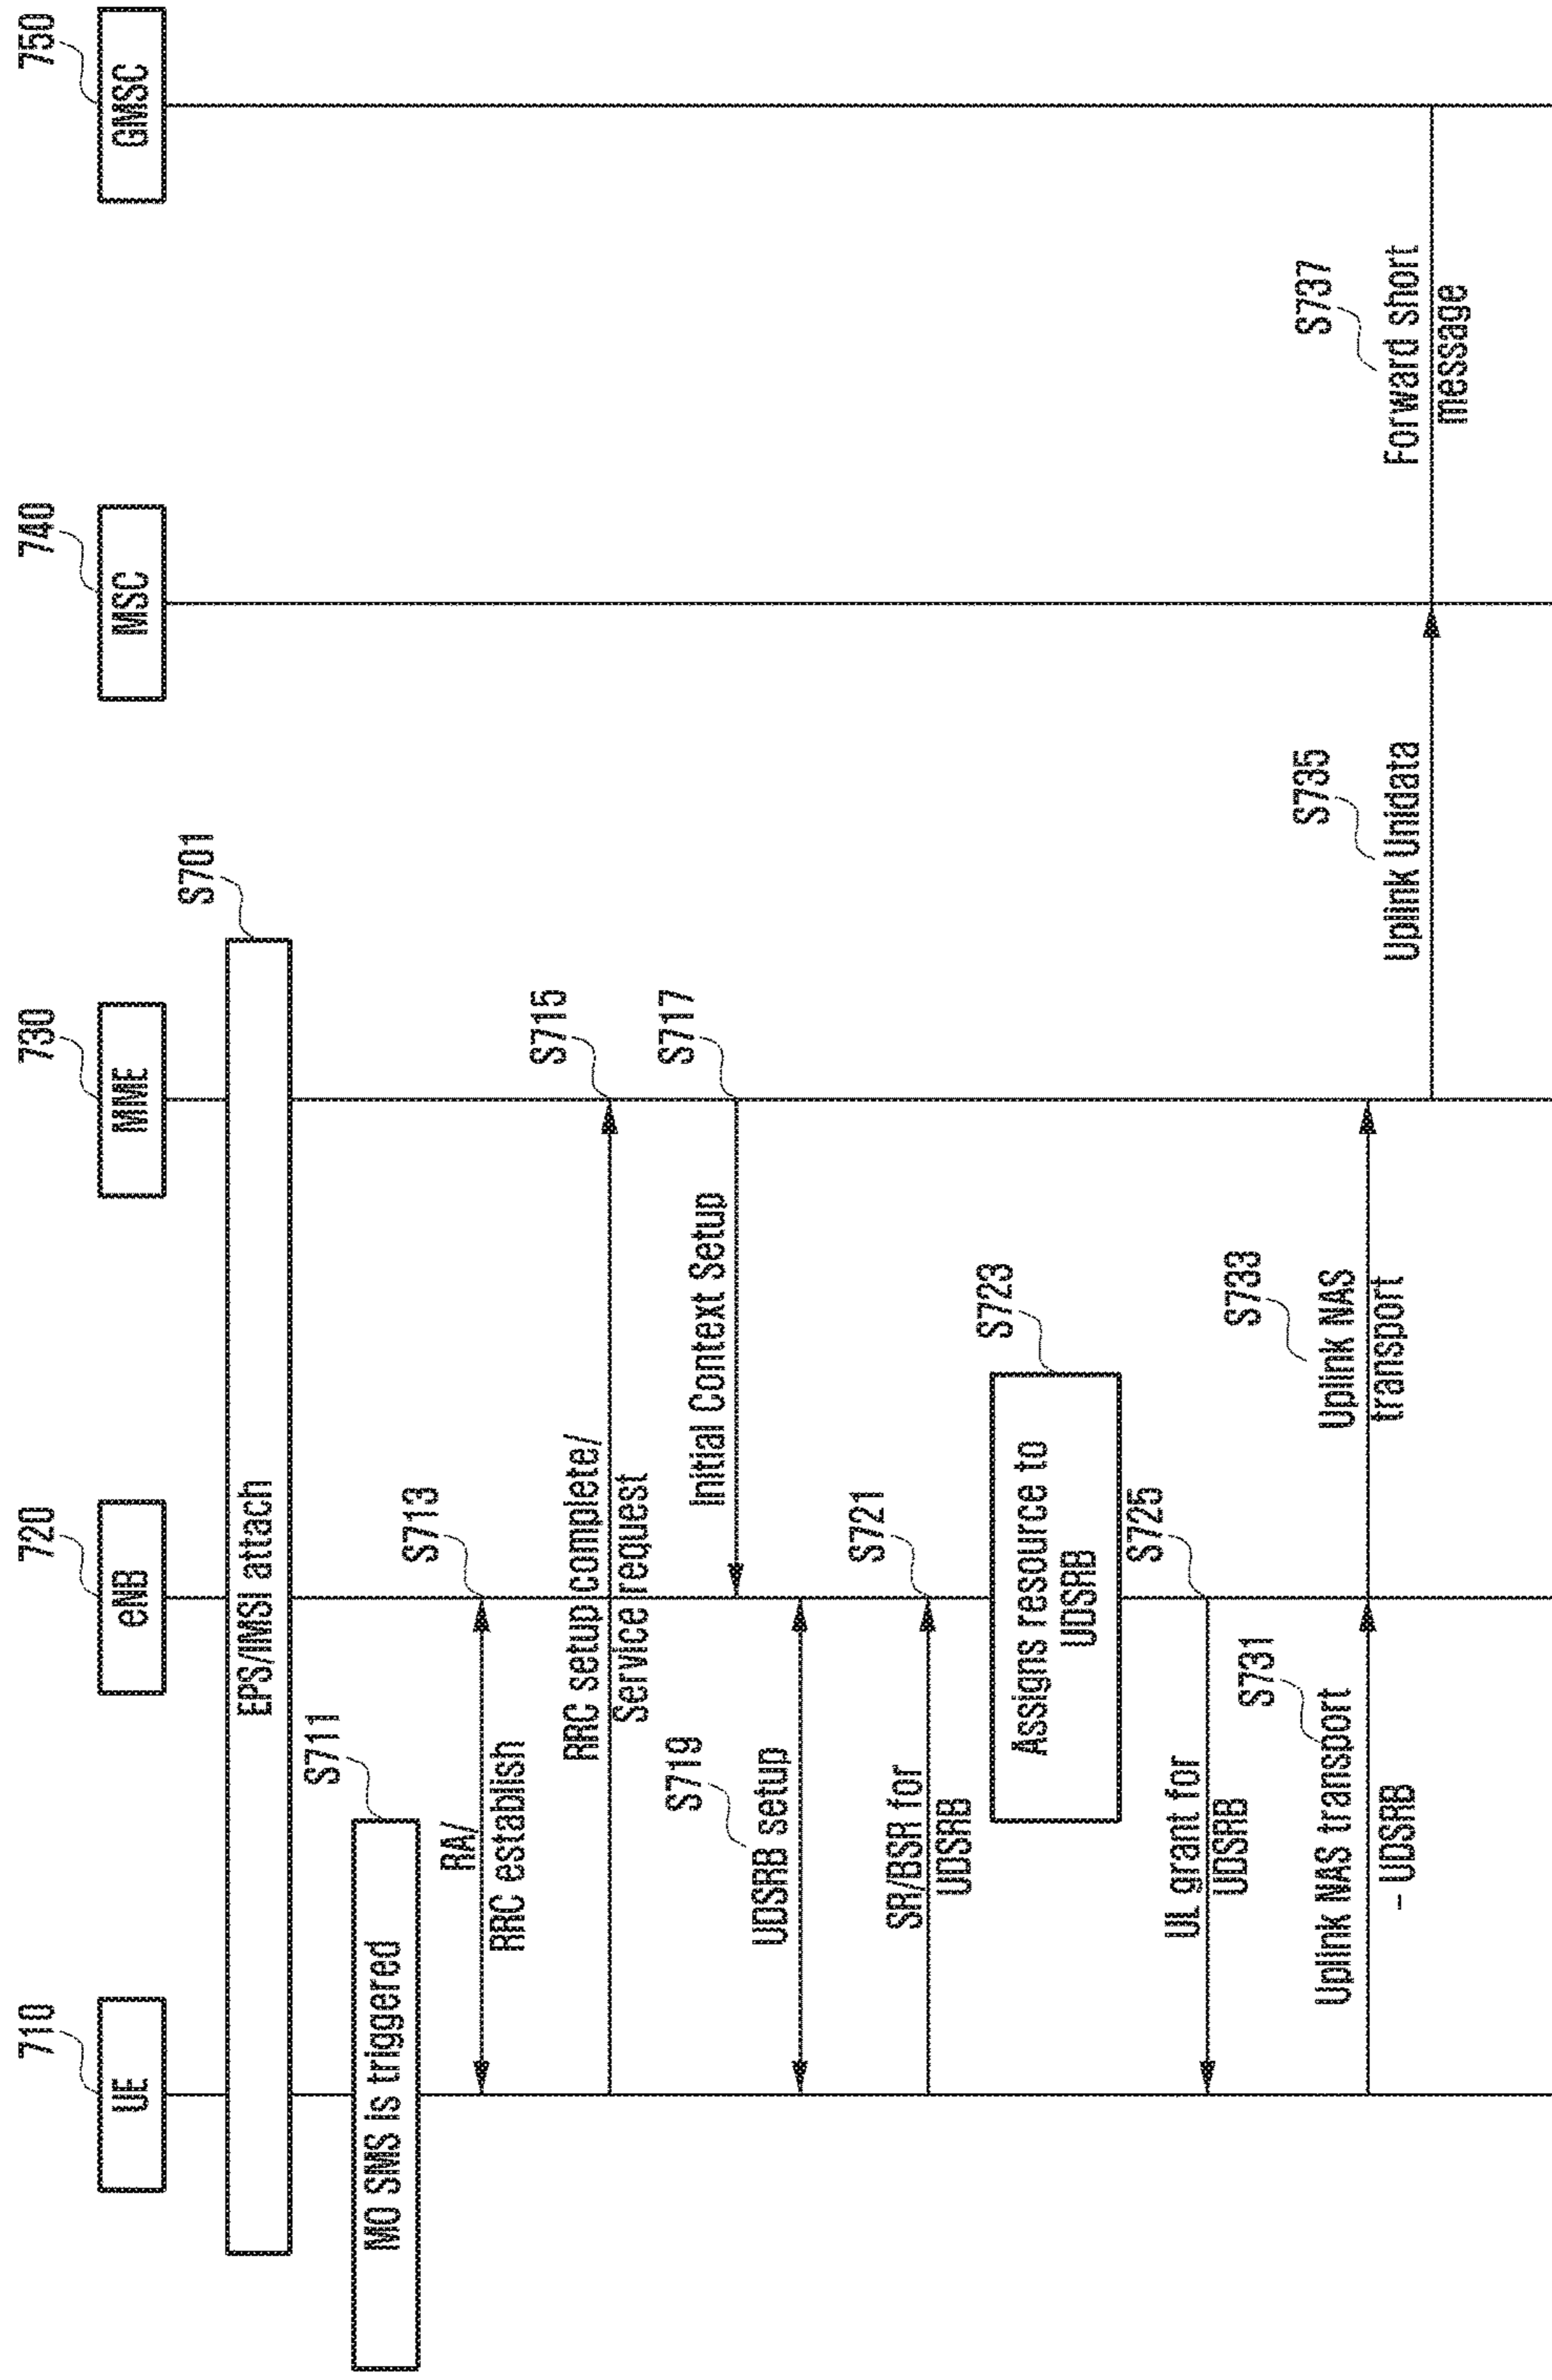 710
720
730
740
750
UE
eNB
MME
MSC
GMSC
S701
EPS/IMSI attach
S711
MO SMS is triggered
S713
RA/
RRC establish
S715
RRC setup complete/
Service request
S717
Initial Context Setup
S719
UDSRB setup
S721
SR/BSR for
UDSRB
S723
Assigns resource to
UDSRB
S725
UL grant for
UDSRB
S731
Uplink NAS transport
- UDSRB
S733
Uplink NAS
transport
S735
Uplink Unidata
S737
Forward short
message